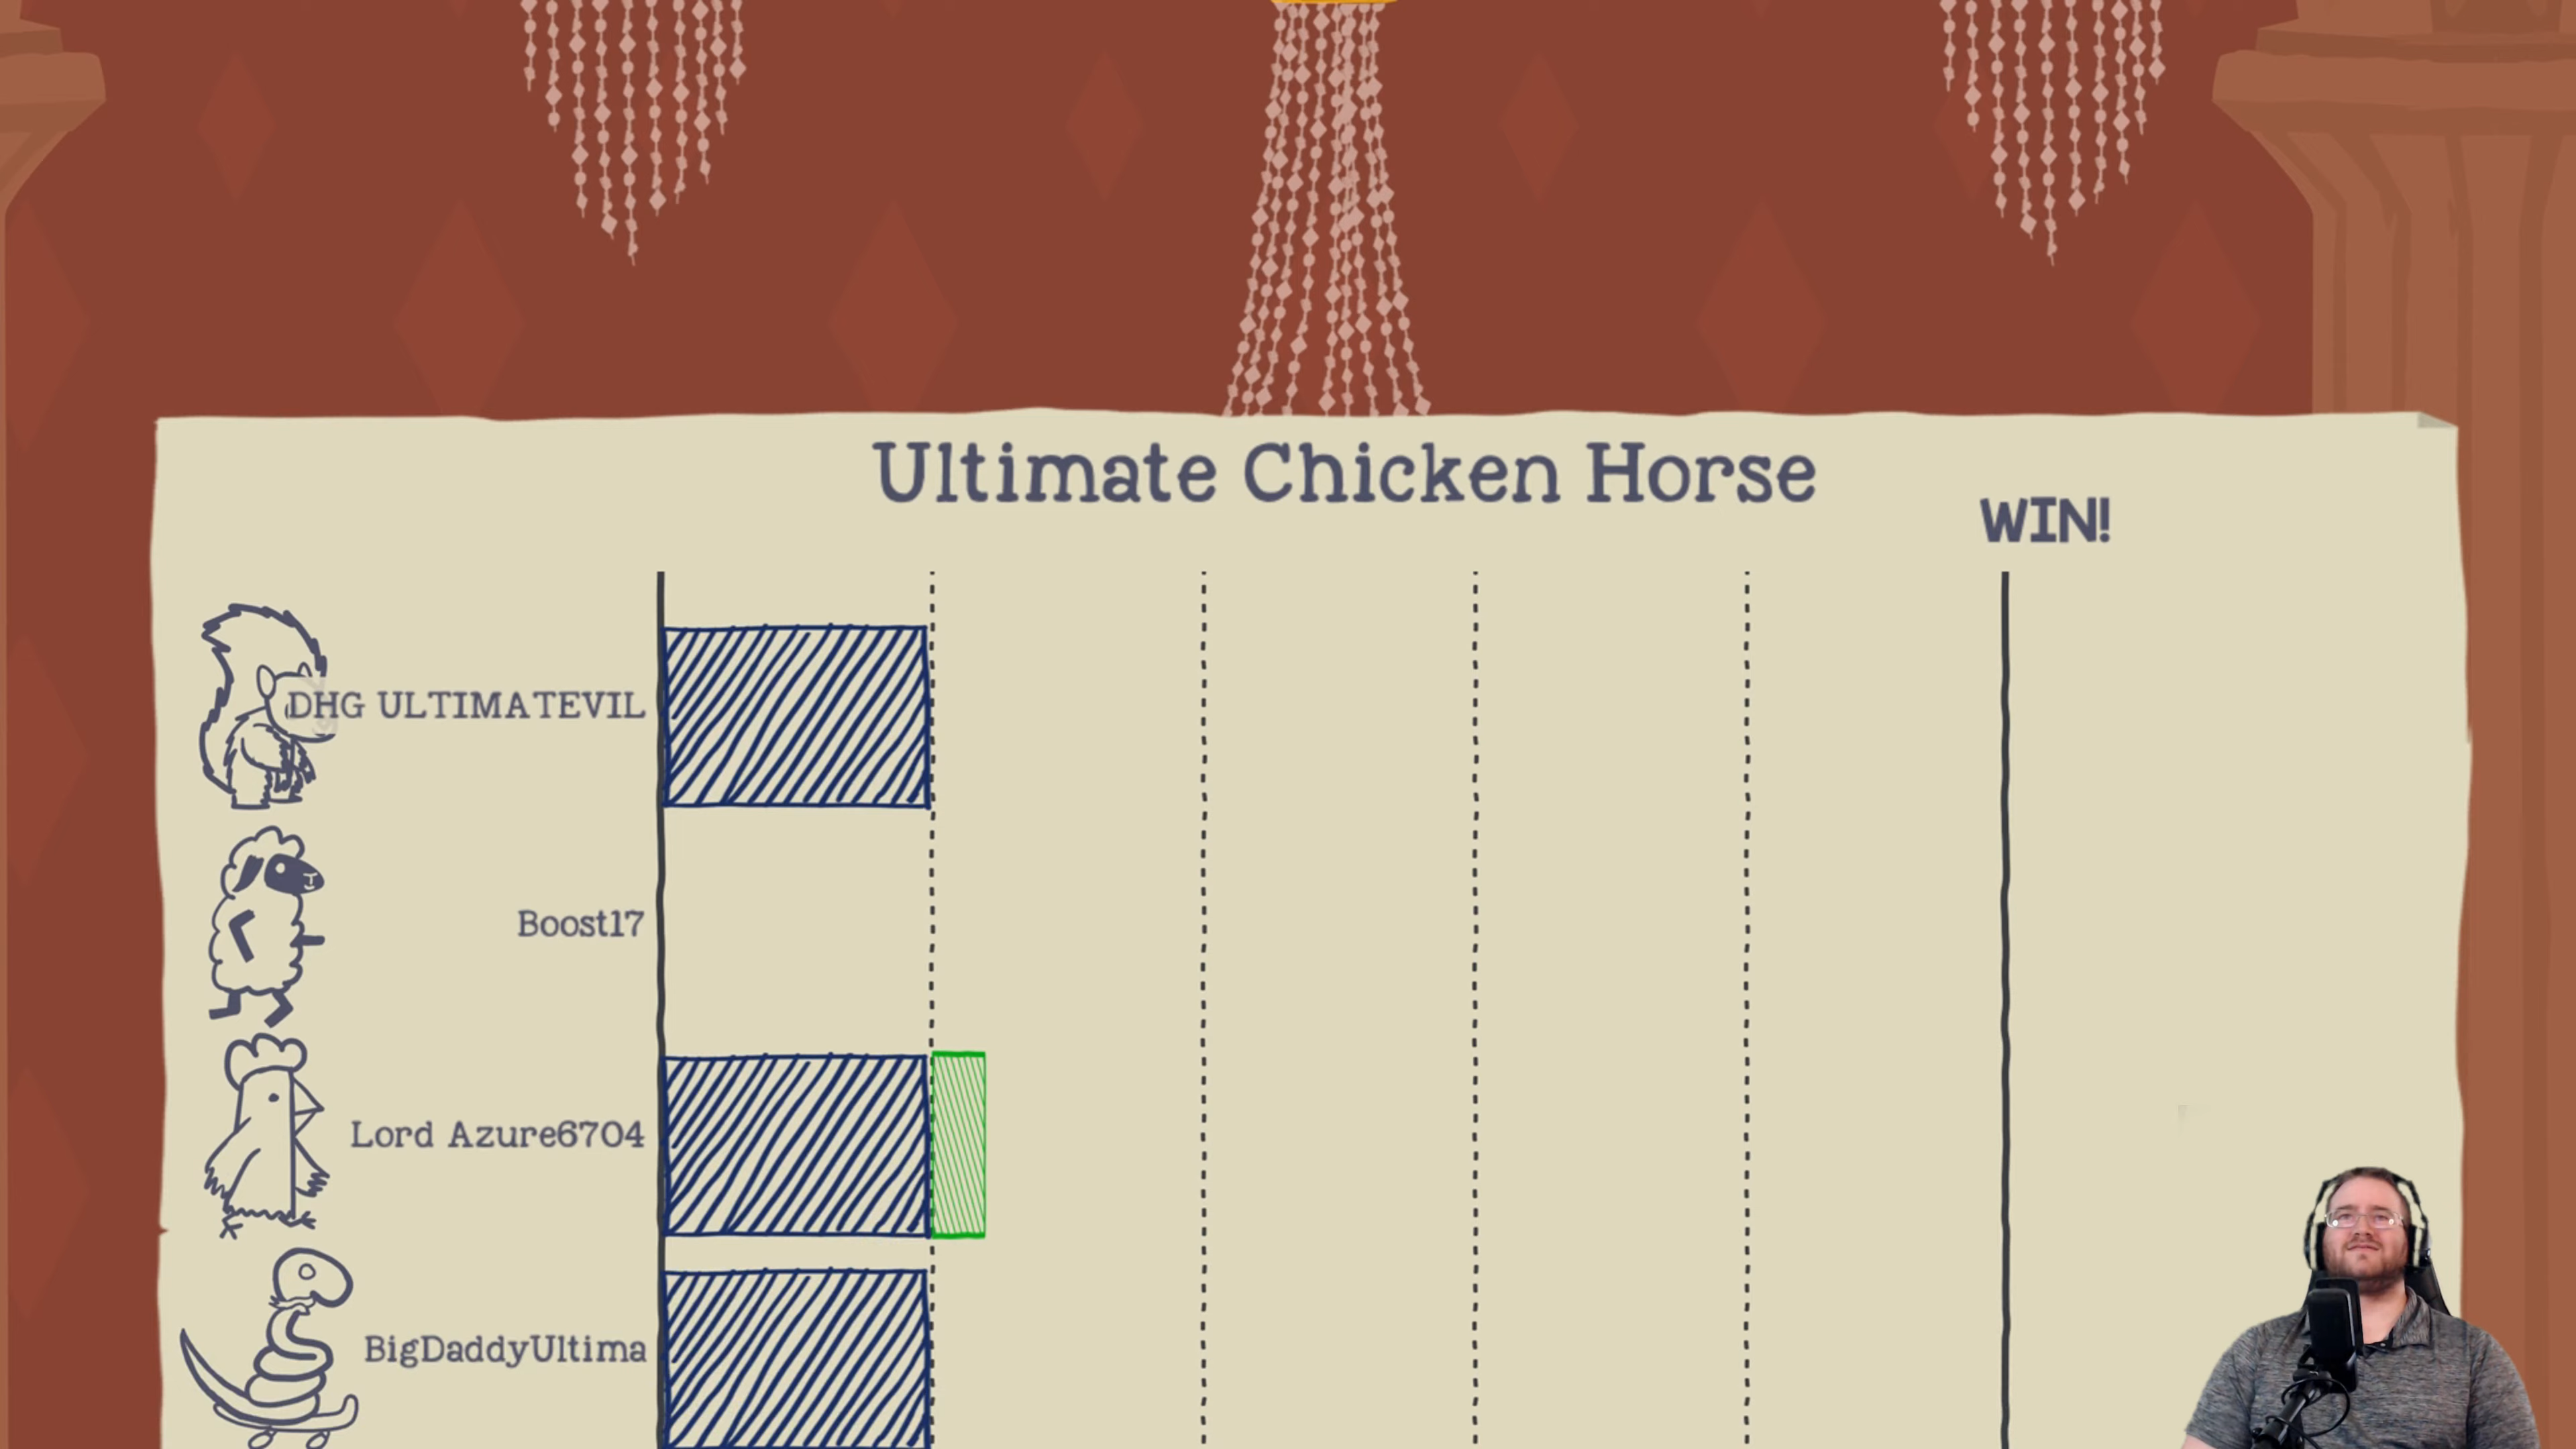 Ultimate Chicken Horse
WIN!
DHG ULTIMATEVIL
Boost17
Lord Azure6704
BigDaddyUltima